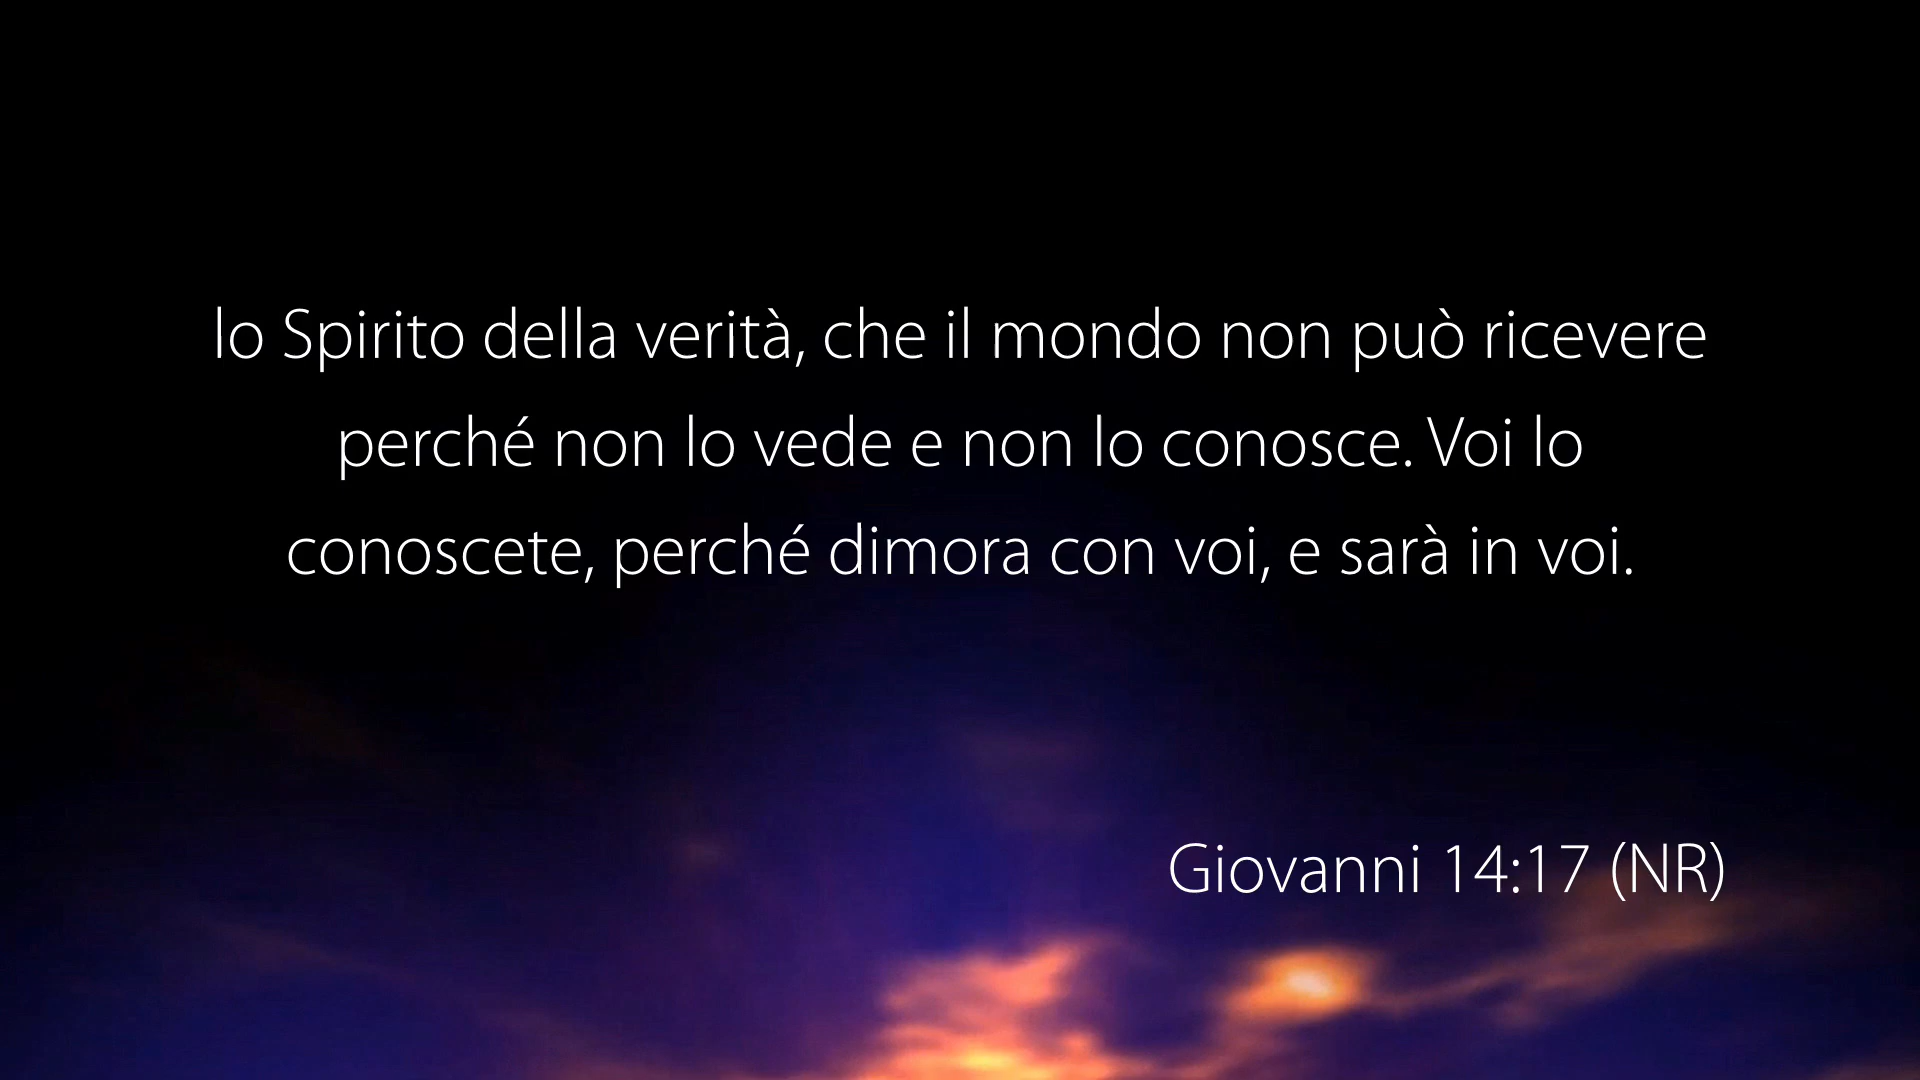 lo Spirito della verità, che il mondo non può ricevere
perché non lo vede e non lo conosce. Voi lo
conoscete, perché dimora con voi, e sarà in voi.
Giovanni 14:17 (NR)